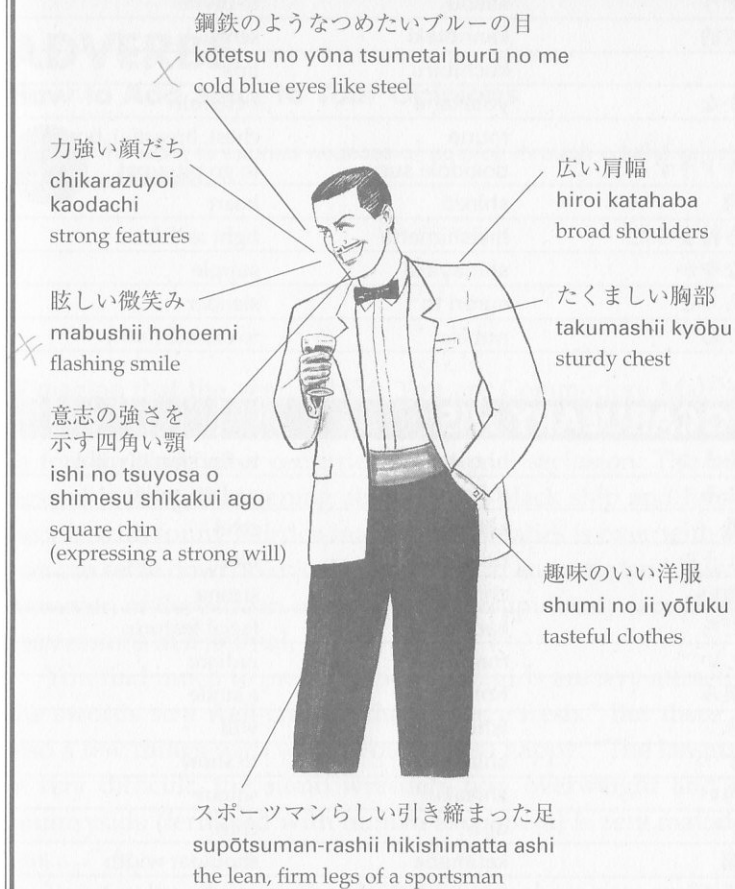 鋼鉄のようなつめたいブルーの目
kōtetsu no yōna tsumetai burū no me
cold blue eyes like steel
力強い顔だち
chikarazuyoi
kaodachi
strong features
広い肩幅
hiroi katahaba
broad shoulders
眩しい微笑み
mabushii hohoemi
flashing smile
たくましい胸部
takumashii kyōbu
sturdy chest
意志の強さを
示す四角い顎
ishi no tsuyosa o
shimesu shikakui ago
square chin
(expressing a strong will)
趣味のいい洋服
shumi no ii yōfuku
tasteful clothes
スポーツマンらしい引き締まった足
supōtsuman-rashii hikishimatta ashi
the lean, firm legs of a sportsman